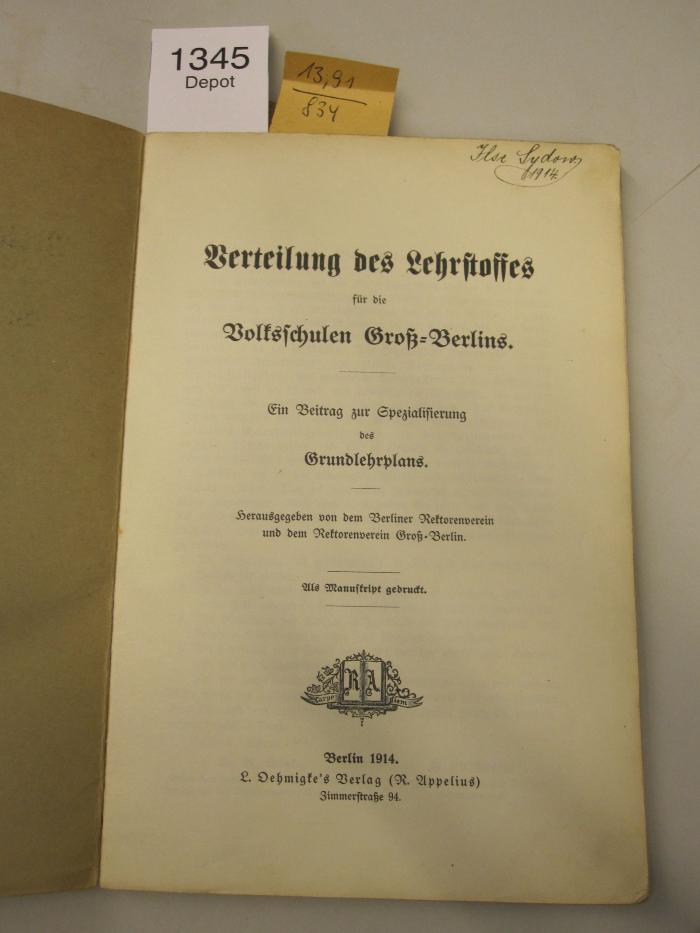 1345
Depot
13,91
834
Ilse Sydow
1914.
Verteilung des Lehrstoffes
für die
Volksschulen Groß-Berlins.
Ein Beitrag zur Spezialisierung
des
Grundlehrplans.
Herausgegeben von dem Berliner Rektorenverein
und dem Rektorenverein Groß-Berlin.
Als Manuskript gedruckt.
R A
Carpe diem
Berlin 1914.
L. Oehmigke's Verlag (R. Appelius)
Zimmerstraße 94.